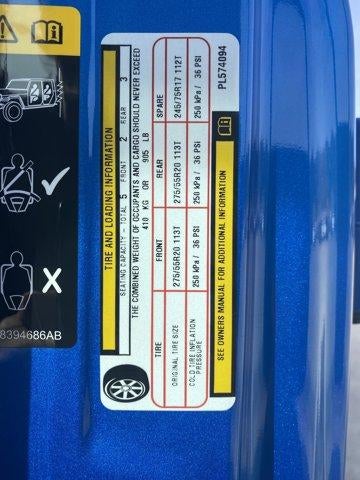 TIRE AND LOADING INFORMATION
SEATING CAPACITY - TOTAL 5 FRONT 2 REAR 3
THE COMBINED WEIGHT OF OCCUPANTS AND CARGO SHOULD NEVER EXCEED
410 KG OR 905 LB
TIRE FRONT REAR SPARE
ORIGINAL TIRE SIZE 275/55R20 113T 275/55R20 113T 245/75R17 112T
COLD TIRE INFLATION PRESSURE 250 kPa / 36 PSI 250 kPa / 36 PSI 250 kPa / 36 PSI
SEE OWNERS MANUAL FOR ADDITIONAL INFORMATION
PL574094
8394686AB